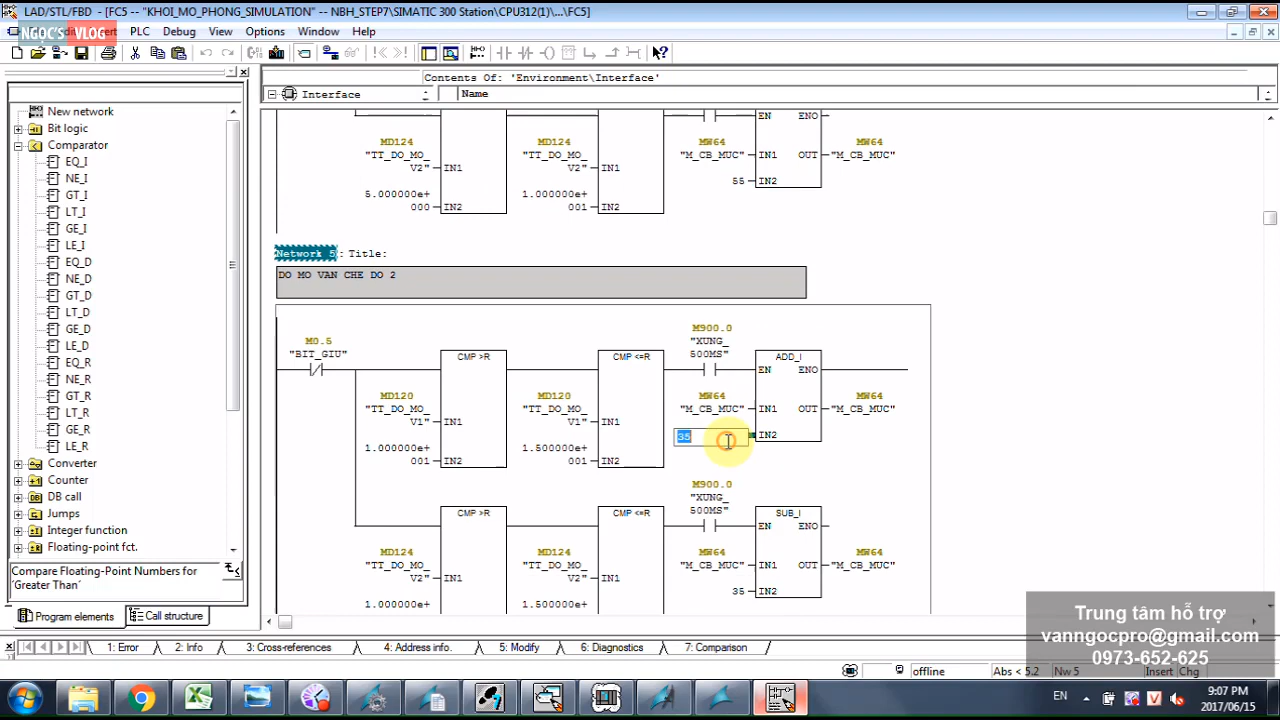 LAD/STL/FBD - [FC5 -- "KHOI_MO_PHONG_SIMULATION" -- NBH_STEP7\SIMATIC 300 Station\CPU312(1)\...\FC5]
NGOC'S VLOG
PLC Debug View Options Window Help
Contents Of: 'Environment\Interface'
Interface Name
New network
Bit logic
Comparator
EQ_I
NE_I
GT_I
LT_I
GE_I
LE_I
EQ_D
NE_D
GT_D
LT_D
GE_D
LE_D
EQ_R
NE_R
GT_R
LT_R
GE_R
LE_R
Converter
Counter
DB call
Jumps
Integer function
Floating-point fct.
Compare Floating-Point Numbers for
'Greater Than'
Program elements Call structure
EN ENO
MD124 MD124 MW64 MW64
"TT_DO_MO_ "TT_DO_MO_ "M_CB_MUC" IN1 OUT "M_CB_MUC"
V2" IN1 V2" IN1
55 IN2
5.000000e+ 1.000000e+
000 IN2 001 IN2
Network 5: Title:
DO MO VAN CHE DO 2
M900.0
M0.5 "XUNG_
"BIT_GIU" CMP >R CMP <=R 500MS" ADD_I
EN ENO
MD120 MD120 MW64 MW64
"TT_DO_MO_ "TT_DO_MO_ "M_CB_MUC" IN1 OUT "M_CB_MUC"
V1" IN1 V1" IN1
35 IN2
1.000000e+ 1.500000e+
001 IN2 001 IN2
M900.0
"XUNG_
CMP >R CMP <=R 500MS" SUB_I
EN ENO
MD124 MD124 MW64 MW64
"TT_DO_MO_ "TT_DO_MO_ "M_CB_MUC" IN1 OUT "M_CB_MUC"
V2" IN1 V2" IN1
35 IN2
1.000000e+ 1.500000e+
Trung tâm hỗ trợ
vanngocpro@gmail.com
0973-652-625
1: Error 2: Info 3: Cross-references 4: Address info. 5: Modify 6: Diagnostics 7: Comparison
offline Abs < 5.2 Nw 5 Insert Chg
EN 9:07 PM
2017/06/15